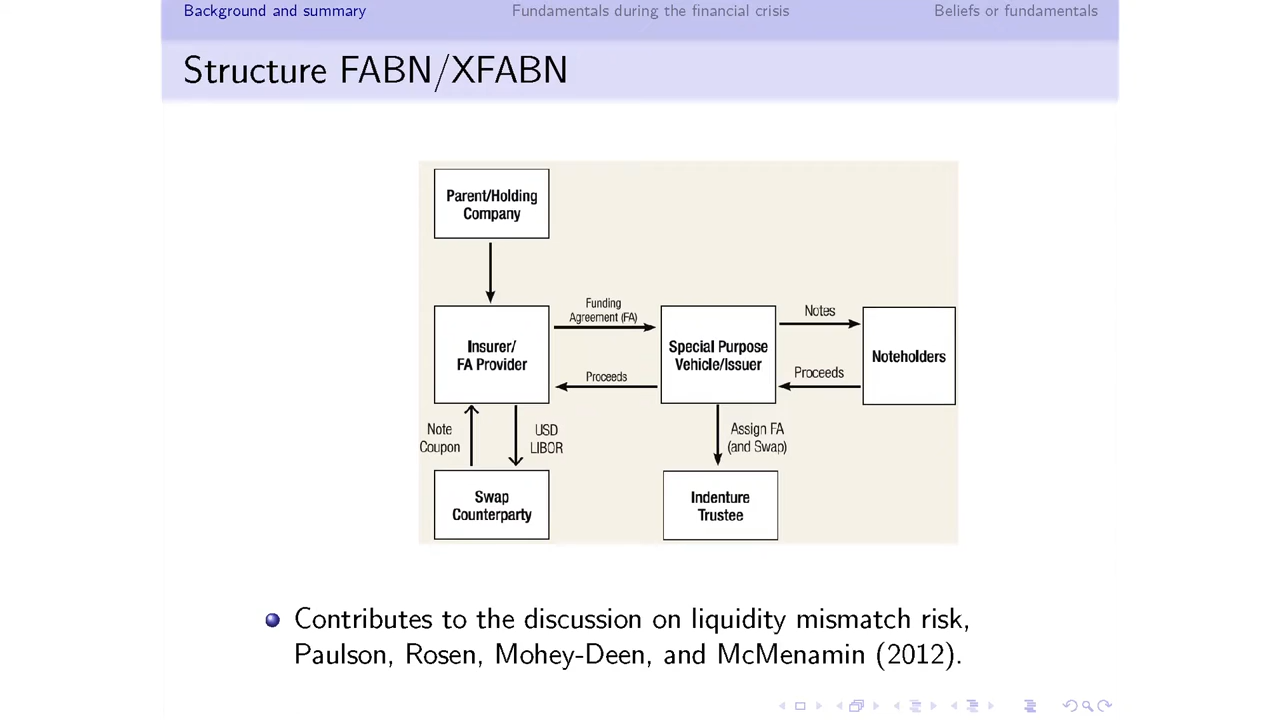 Background and summary
Fundamentals during the financial crisis
Beliefs or fundamentals
Structure FABN/XFABN
Parent/Holding
Company
Funding
Agreement (FA)
Notes
Insurer/
FA Provider
Special Purpose
Vehicle/Issuer
Noteholders
Proceeds
Proceeds
Note
Coupon
USD
LIBOR
Assign FA
(and Swap)
Swap
Counterparty
Indenture
Trustee
Contributes to the discussion on liquidity mismatch risk,
Paulson, Rosen, Mohey-Deen, and McMenamin (2012).